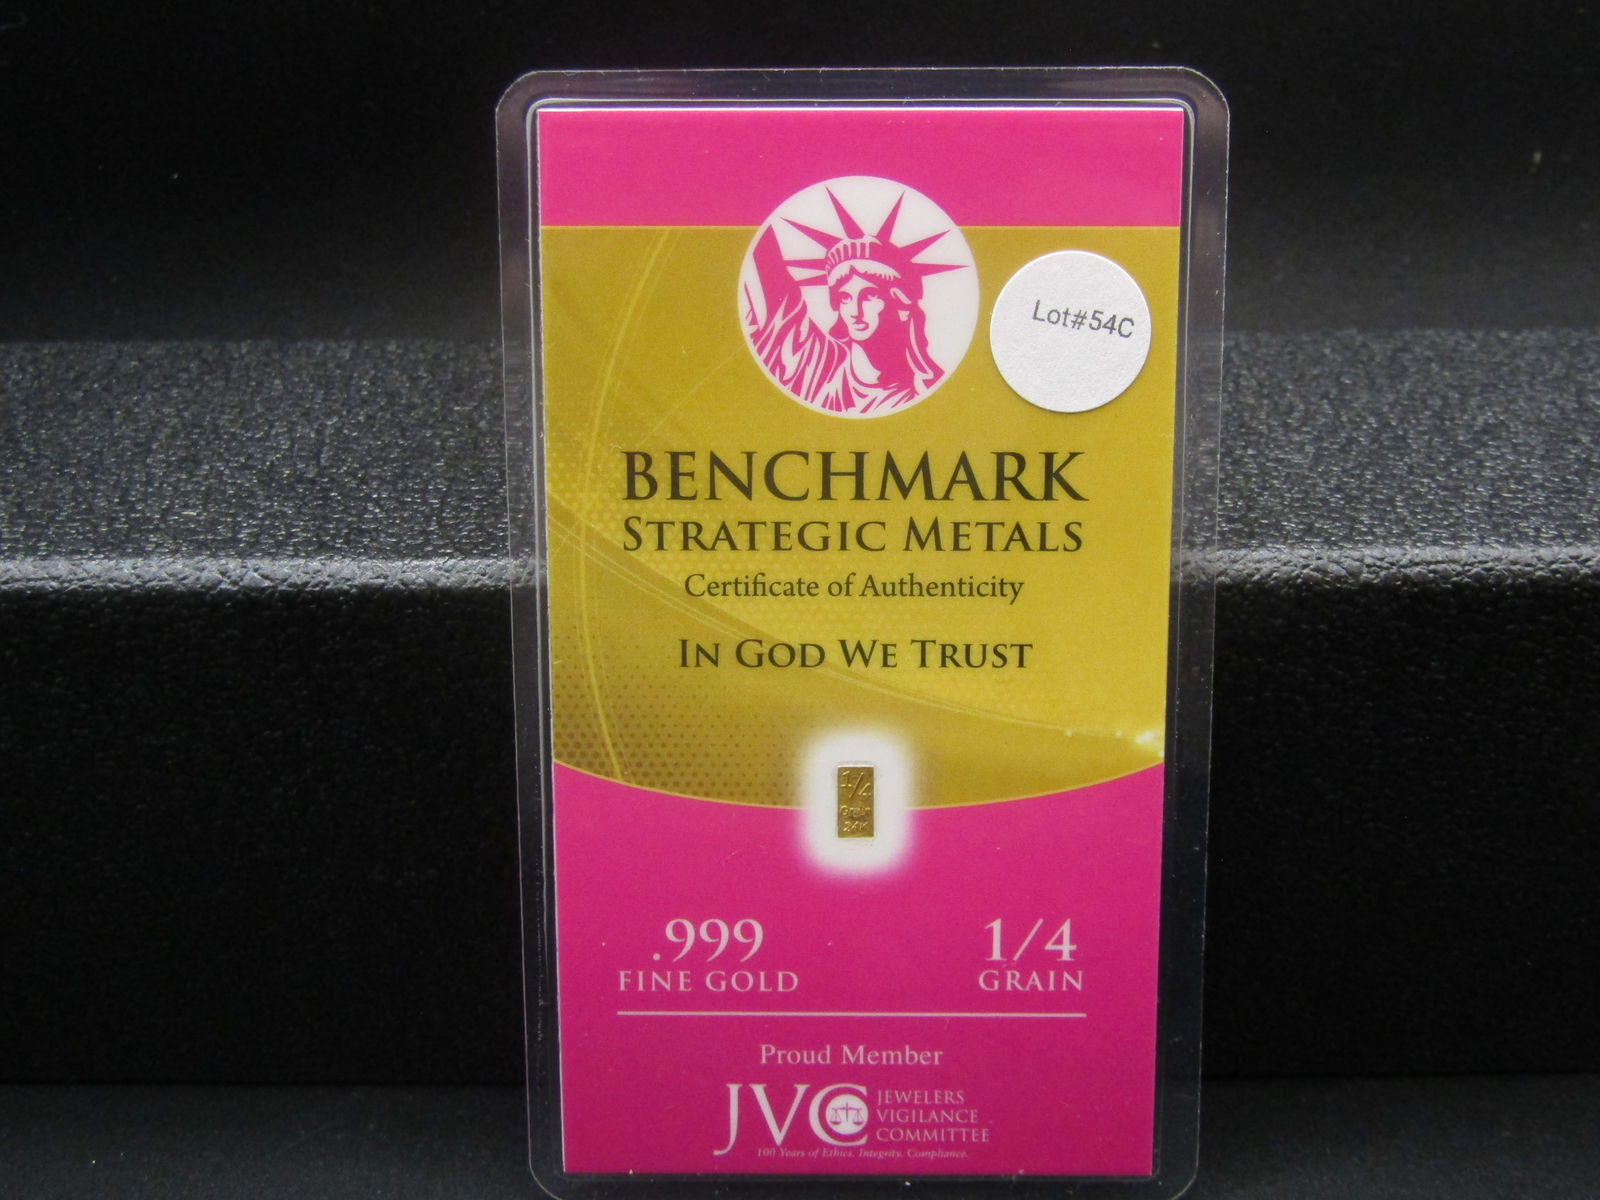 Lot#54C
BENCHMARK
STRATEGIC METALS
Certificate of Authenticity
IN GOD WE TRUST
1/4
Grain
24K
.999
FINE GOLD
1/4
GRAIN
Proud Member
JVC
JEWELERS
VIGILANCE
COMMITTEE
100 Years of Ethics. Integrity. Compliance.